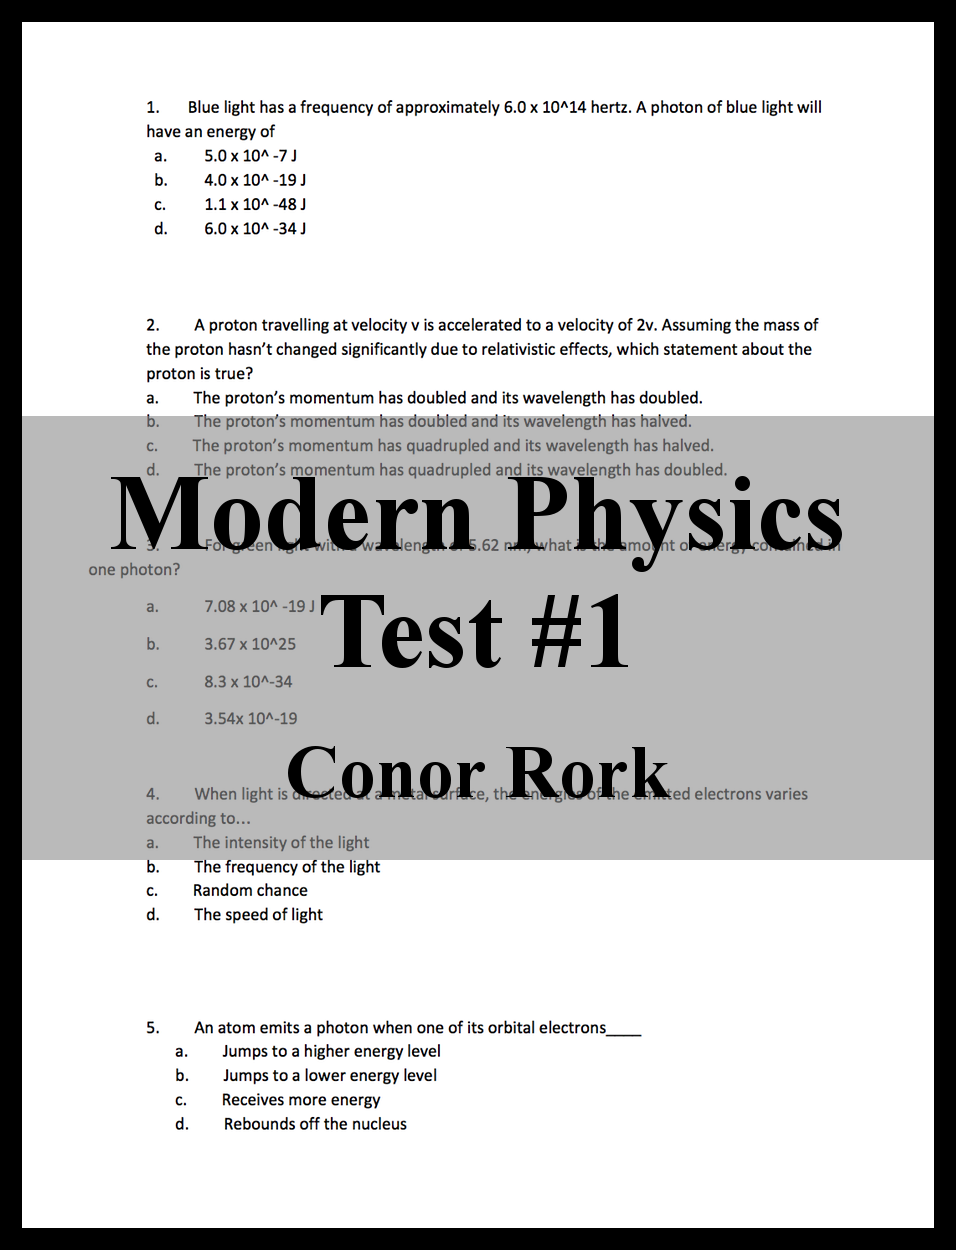 1. Blue light has a frequency of approximately 6.0 x 10^14 hertz. A photon of blue light will
have an energy of
a. 5.0 x 10^ -7 J
b. 4.0 x 10^ -19 J
c. 1.1 x 10^ -48 J
d. 6.0 x 10^ -34 J
2. A proton travelling at velocity v is accelerated to a velocity of 2v. Assuming the mass of
the proton hasn't changed significantly due to relativistic effects, which statement about the
proton is true?
a. The proton's momentum has doubled and its wavelength has doubled.
b. The proton's momentum has doubled and its wavelength has halved.
c. The proton's momentum has quadrupled and its wavelength has halved.
d. The proton's momentum has quadrupled and its wavelength has doubled.
Modern Physics
3. For green light with a wavelength of 5.62 nm, what is the amount of energy contained in
one photon?
a. 7.08 x 10^ -19 J
Test #1
b. 3.67 x 10^25
c. 8.3 x 10^-34
d. 3.54x 10^-19
Conor Rork
4. When light is directed at a metal surface, the energies of the emitted electrons varies
according to...
a. The intensity of the light
b. The frequency of the light
c. Random chance
d. The speed of light
5. An atom emits a photon when one of its orbital electrons____
a. Jumps to a higher energy level
b. Jumps to a lower energy level
c. Receives more energy
d. Rebounds off the nucleus